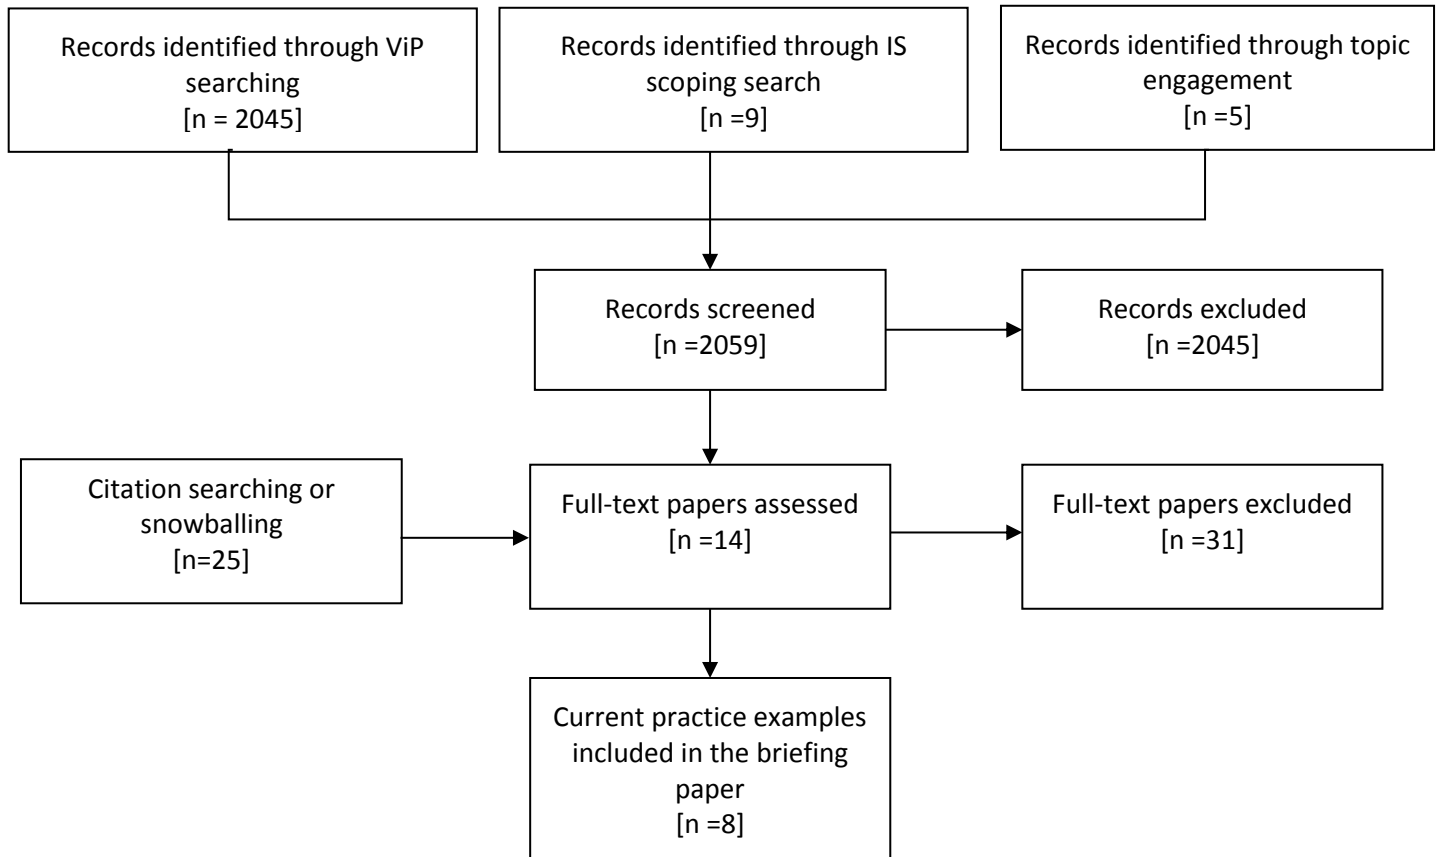 Records identified through ViP
searching
[n = 2045]
Records identified through IS
scoping search
[n =9]
Records identified through topic
engagement
[n =5]
Records screened
[n =2059]
Records excluded
[n =2045]
Citation searching or
snowballing
[n=25]
Full-text papers assessed
[n =14]
Full-text papers excluded
[n =31]
Current practice examples
included in the briefing
paper
[n =8]